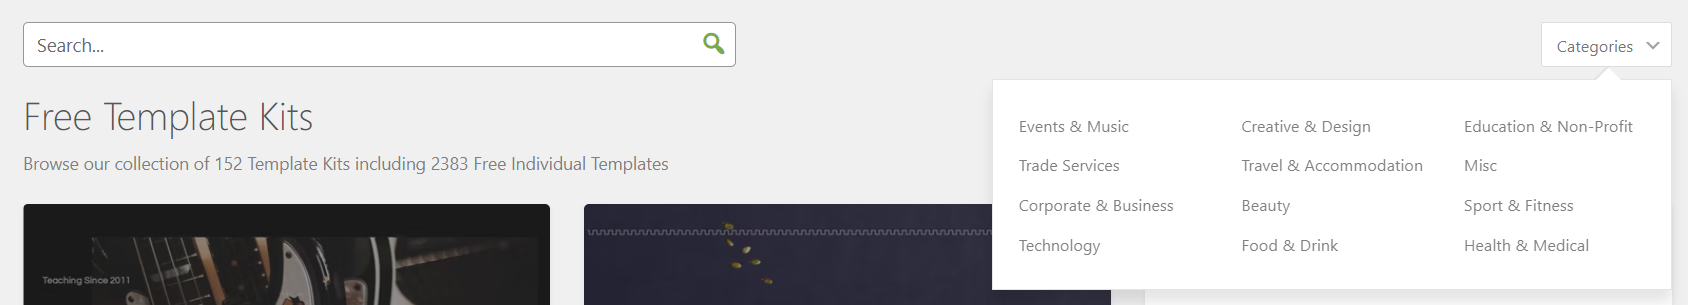 Search...
Categories
Free Template Kits
Browse our collection of 152 Template Kits including 2383 Free Individual Templates
Events & Music
Creative & Design
Education & Non-Profit
Trade Services
Travel & Accommodation
Misc
Corporate & Business
Beauty
Sport & Fitness
Technology
Food & Drink
Health & Medical
Teaching Since 2011